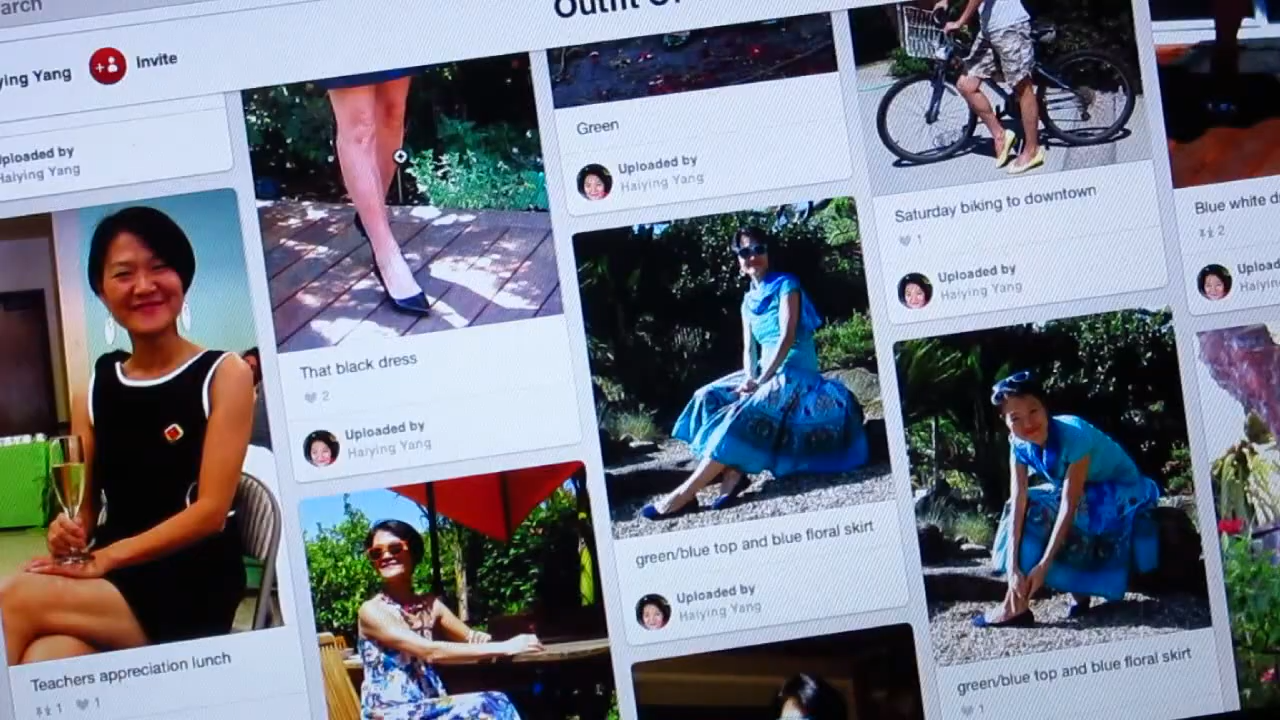 arch
Outfit O
ying Yang
Invite
ploaded by
Haiying Yang
Teachers appreciation lunch
1 1
That black dress
2
Uploaded by
Haiying Yang
Green
Uploaded by
Haiying Yang
green/blue top and blue floral skirt
Uploaded by
Haiying Yang
Saturday biking to downtown
1
Uploaded by
Haiying Yang
green/blue top and blue floral skirt
1
Blue white d
2
Upload
Haiying